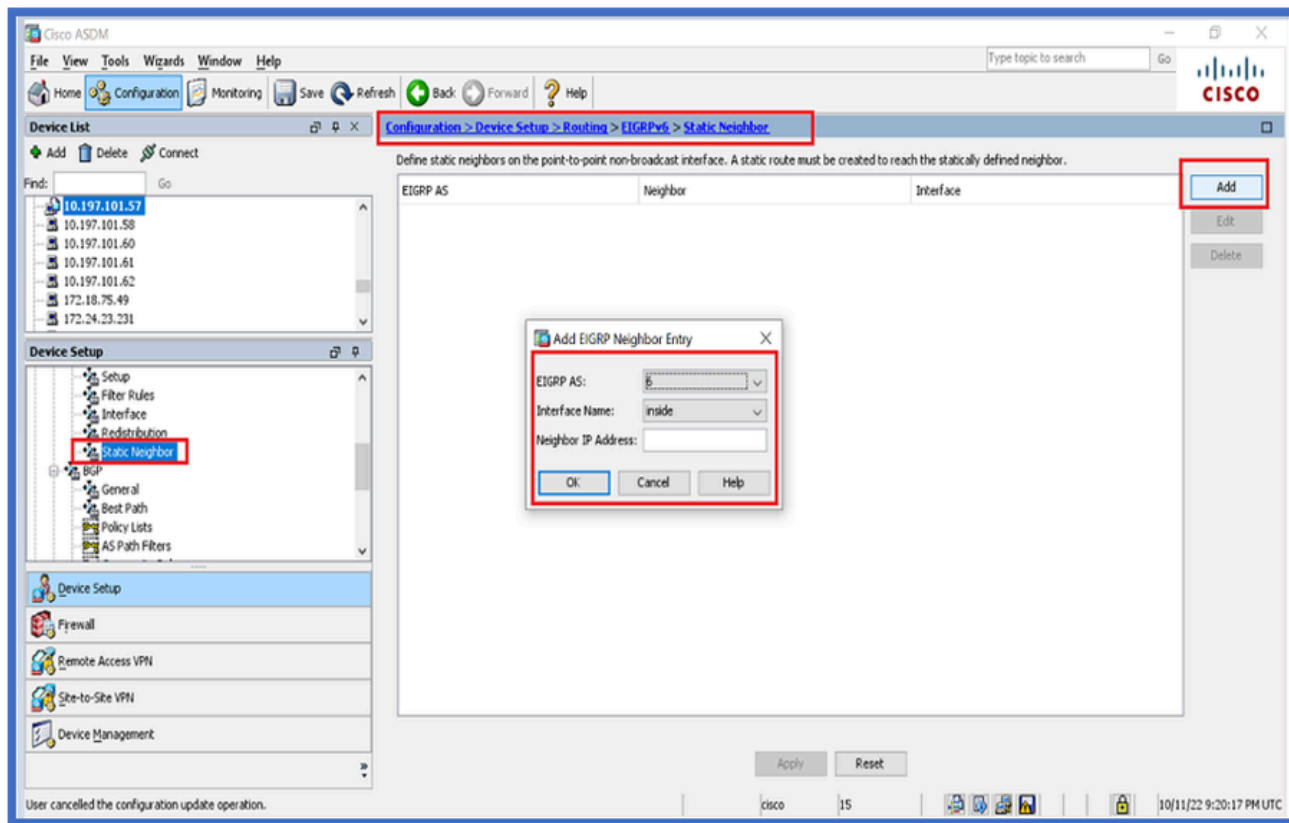 Cisco ASDM
File View Tools Wizards Window Help
Type topic to search Go
Home Configuration Monitoring Save Refresh Back Forward Help
CISCO
Device List
Add Delete Connect
Find: Go
10.197.101.57
10.197.101.58
10.197.101.60
10.197.101.61
10.197.101.62
172.18.75.49
172.24.23.231
Device Setup
Setup
Filter Rules
Interface
Redistribution
Static Neighbor
BGP
General
Best Path
Policy Lists
AS Path Filters
Device Setup
Firewall
Remote Access VPN
Site-to-Site VPN
Device Management
Configuration > Device Setup > Routing > EIGRPv6 > Static Neighbor
Define static neighbors on the point-to-point non-broadcast interface. A static route must be created to reach the statically defined neighbor.
EIGRP AS Neighbor Interface
Add
Edit
Delete
Add EIGRP Neighbor Entry
EIGRP AS: 6
Interface Name: inside
Neighbor IP Address:
OK Cancel Help
Apply Reset
User cancelled the configuration update operation.
cisco 15 10/11/22 9:20:17 PM UTC